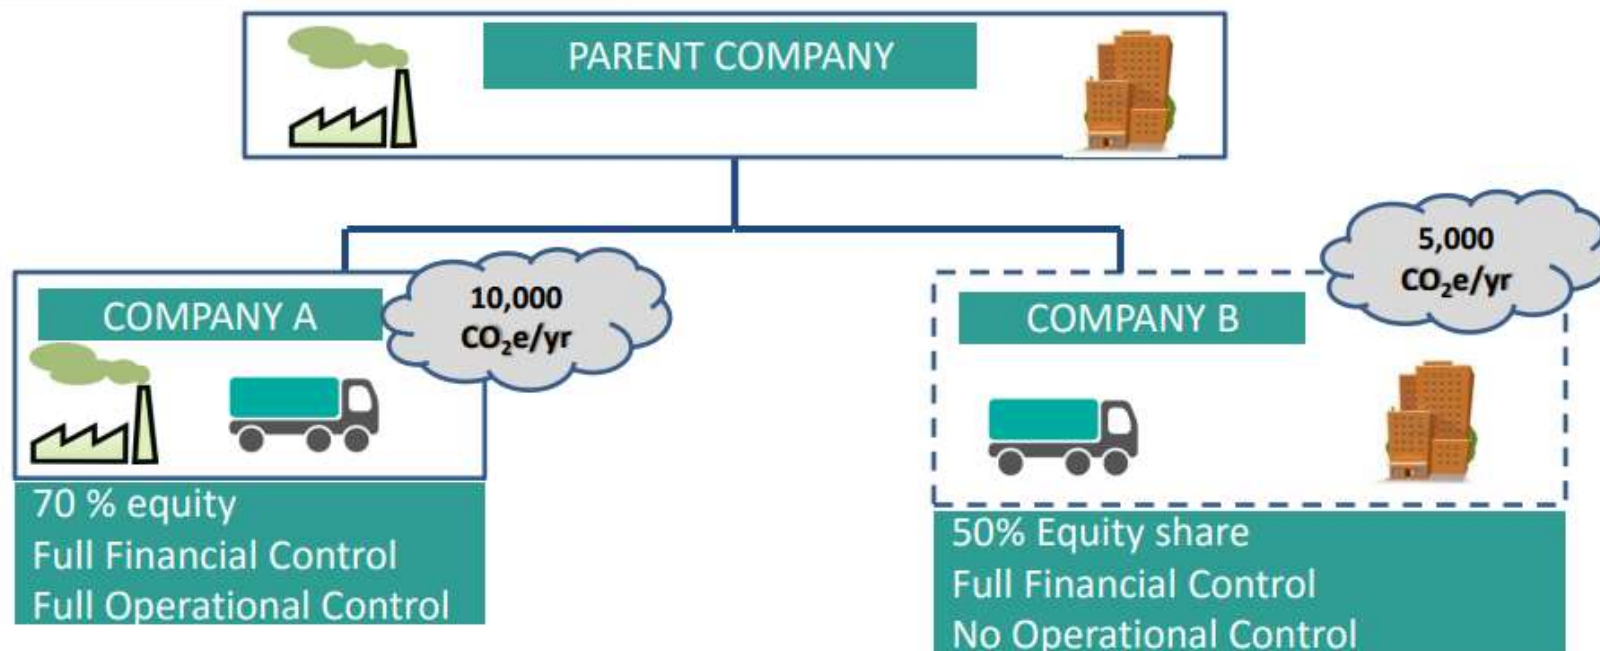 PARENT COMPANY
COMPANY A
10,000
CO₂e/yr
70 % equity
Full Financial Control
Full Operational Control
5,000
CO₂e/yr
COMPANY B
50% Equity share
Full Financial Control
No Operational Control